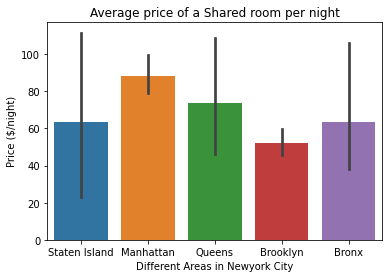 Average price of a Shared room per night
Price ($/night)
100
80
60
40
20
0
Staten Island Manhattan Queens Brooklyn Bronx
Different Areas in Newyork City